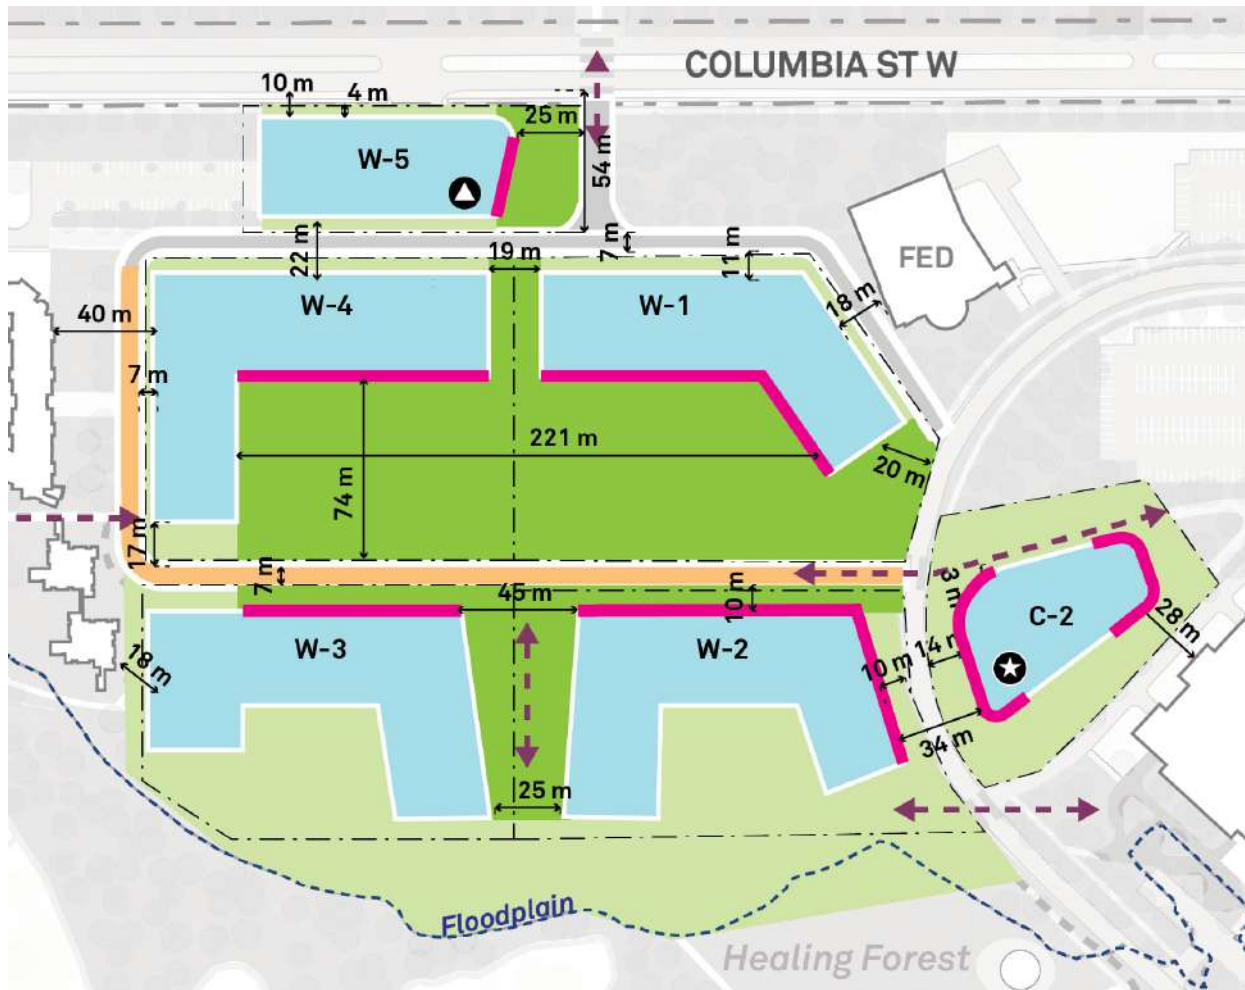 COLUMBIA ST W
10 m
4 m
25 m
W-5
54 m
22 m
19 m
7 m
11 m
FED
W-4
W-1
18 m
40 m
7 m
221 m
20 m
74 m
17 m
7 m
45 m
10 m
3 m
W-3
W-2
C-2
28 m
18 m
10 m
14 m
34 m
25 m
Floodplain
Healing Forest